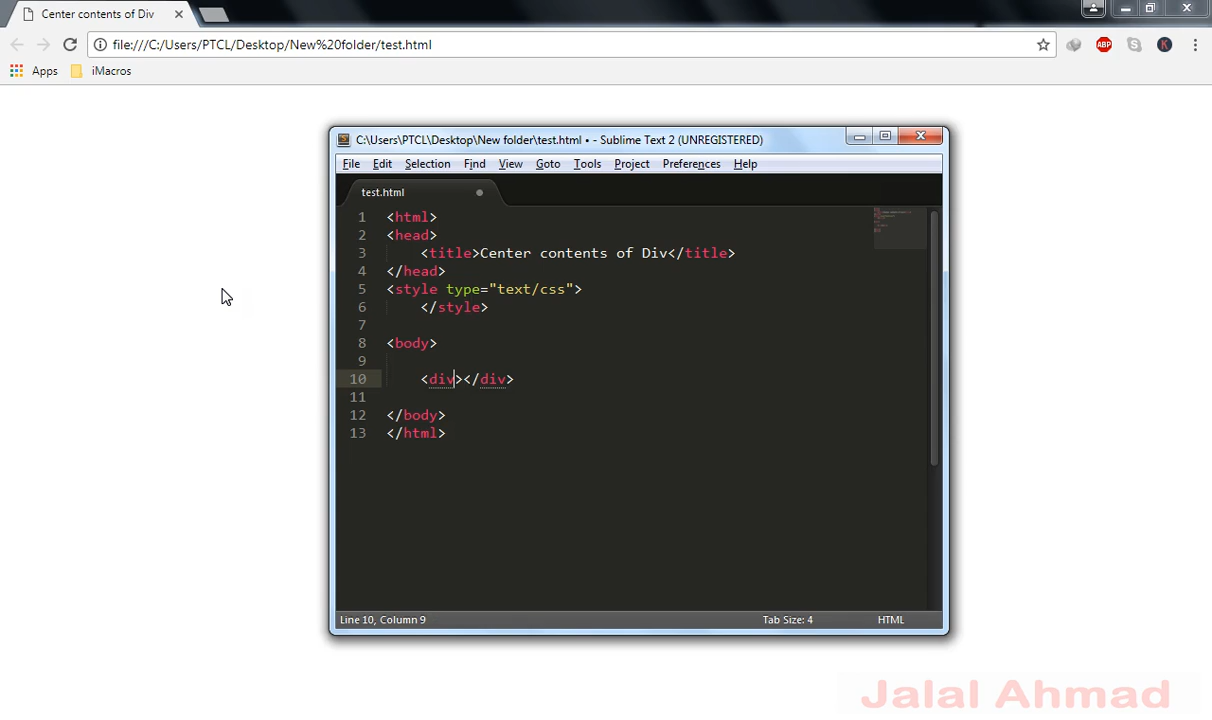 Center contents of Div
file:///C:/Users/PTCL/Desktop/New%20folder/test.html
ABP
S
K
Apps
iMacros
C:\Users\PTCL\Desktop\New folder\test.html • - Sublime Text 2 (UNREGISTERED)
File Edit Selection Find View Goto Tools Project Preferences Help
test.html
1 <html>
2 <head>
3 <title>Center contents of Div</title>
4 </head>
5 <style type="text/css">
6 </style>
7
8 <body>
9
10 <div></div>
11
12 </body>
13 </html>
Line 10, Column 9
Tab Size: 4
HTML
Jalal Ahmad